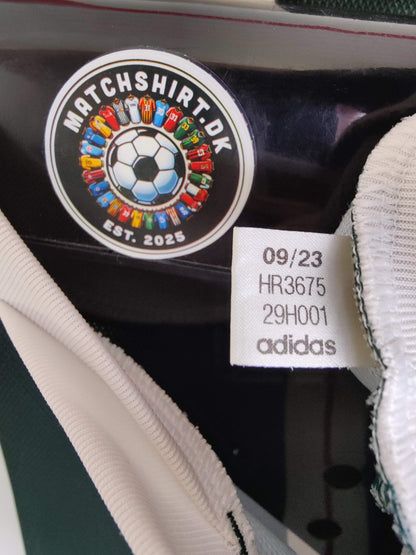 MATCHSHIRT.DK
EST. 2025
09/23
HR3675
29H001
adidas